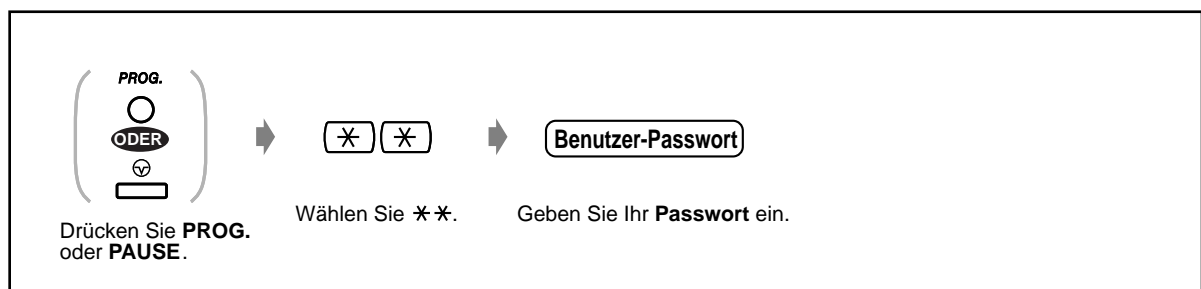 PROG.
ODER
Drücken Sie PROG.
oder PAUSE.
✳ ✳
Wählen Sie ✳✳.
Benutzer-Passwort
Geben Sie Ihr Passwort ein.